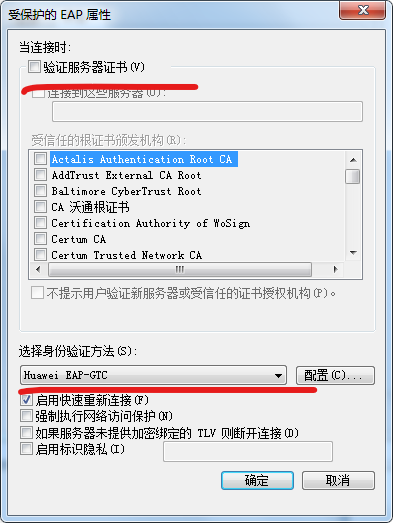 受保护的 EAP 属性
当连接时:
验证服务器证书(V)
连接到这些服务器(O):
受信任的根证书颁发机构(R):
Actalis Authentication Root CA
AddTrust External CA Root
Baltimore CyberTrust Root
CA 沃通根证书
Certification Authority of WoSign
Certum CA
Certum Trusted Network CA
不提示用户验证新服务器或受信任的证书授权机构(P)。
选择身份验证方法(S):
Huawei EAP-GTC
配置(C)...
启用快速重新连接(F)
强制执行网络访问保护(N)
如果服务器未提供加密绑定的 TLV 则断开连接(D)
启用标识隐私(I)
确定
取消